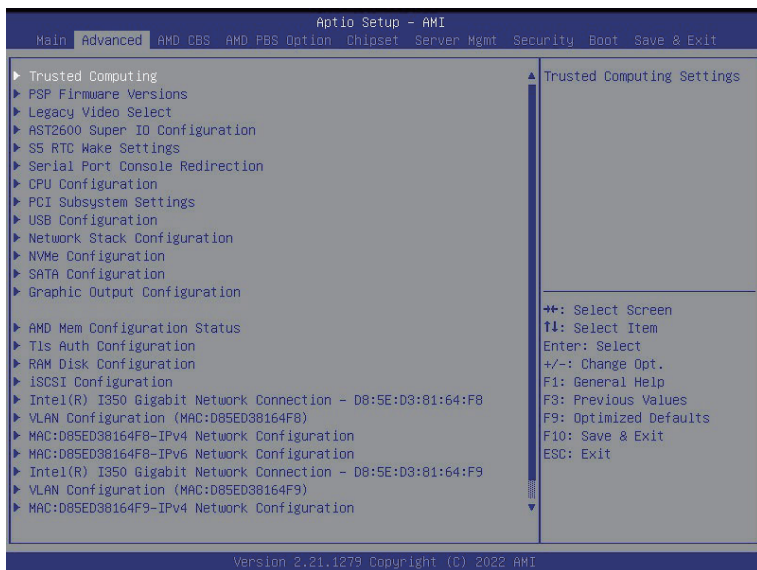 Aptio Setup – AMI
Main Advanced AMD CBS AMD PBS Option Chipset Server Mgmt Security Boot Save & Exit
Trusted Computing
PSP Firmware Versions
Legacy Video Select
AST2600 Super IO Configuration
S5 RTC Wake Settings
Serial Port Console Redirection
CPU Configuration
PCI Subsystem Settings
USB Configuration
Network Stack Configuration
NVMe Configuration
SATA Configuration
Graphic Output Configuration
AMD Mem Configuration Status
Tls Auth Configuration
RAM Disk Configuration
iSCSI Configuration
Intel(R) I350 Gigabit Network Connection – D8:5E:D3:81:64:F8
VLAN Configuration (MAC:D85ED38164F8)
MAC:D85ED38164F8-IPv4 Network Configuration
MAC:D85ED38164F8-IPv6 Network Configuration
Intel(R) I350 Gigabit Network Connection – D8:5E:D3:81:64:F9
VLAN Configuration (MAC:D85ED38164F9)
MAC:D85ED38164F9-IPv4 Network Configuration
Trusted Computing Settings
→←: Select Screen
↑↓: Select Item
Enter: Select
+/-: Change Opt.
F1: General Help
F3: Previous Values
F9: Optimized Defaults
F10: Save & Exit
ESC: Exit
Version 2.21.1279 Copyright (C) 2022 AMI